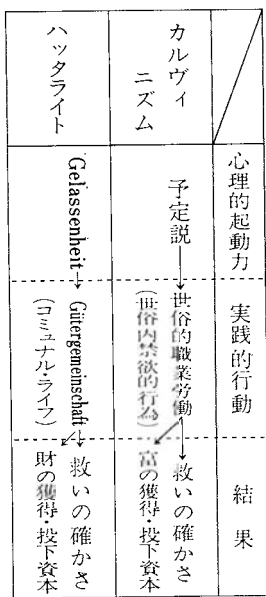 心理的起動力
実践的行動
結果
カルヴィニズム
予定説→世俗的職業労働→救いの確かさ
(世俗内禁欲的行為)
富の獲得・投下資本
ハッタライト
Gelassenheit→Gütergemeinschaft→救いの確かさ
(コミュナル・ライフ)
財の獲得・投下資本